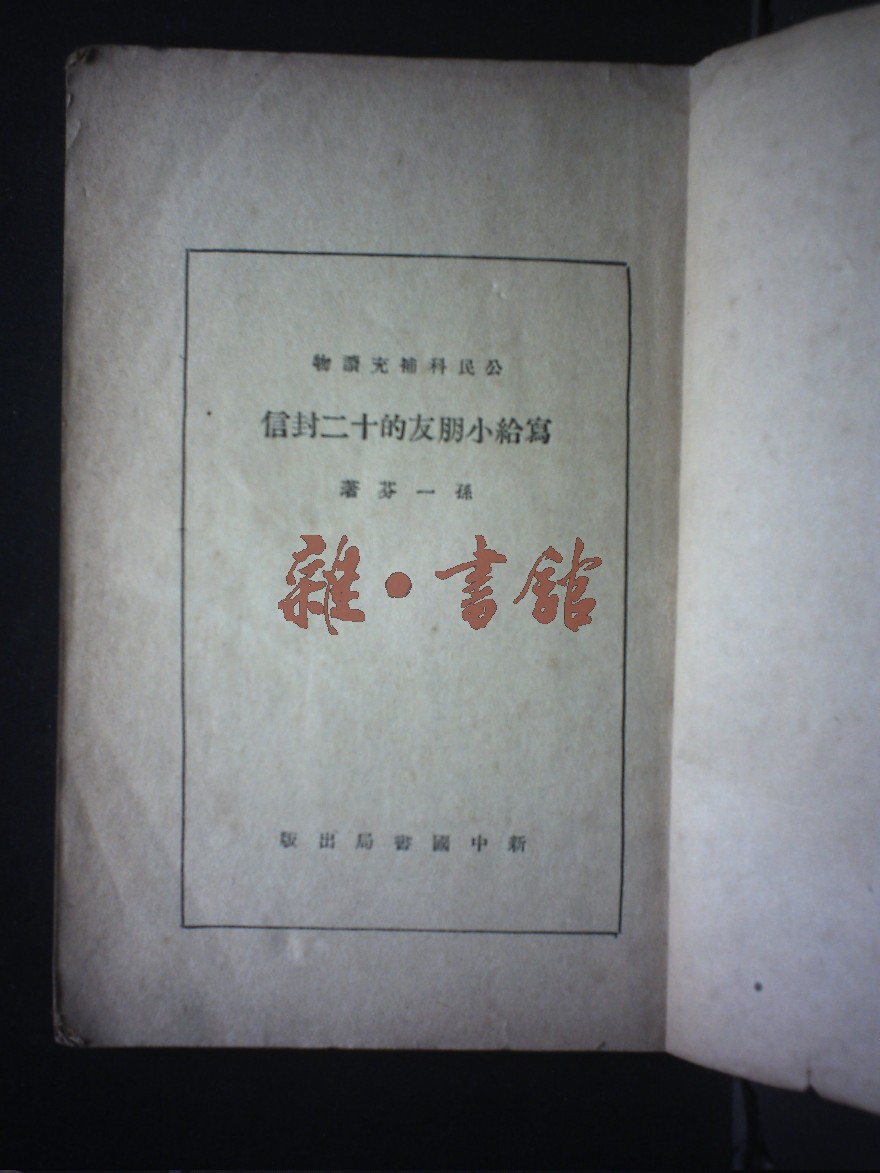 公民科補充讀物
寫給小朋友的十二封信
孫一芬著
雜·書館
新中國書局出版